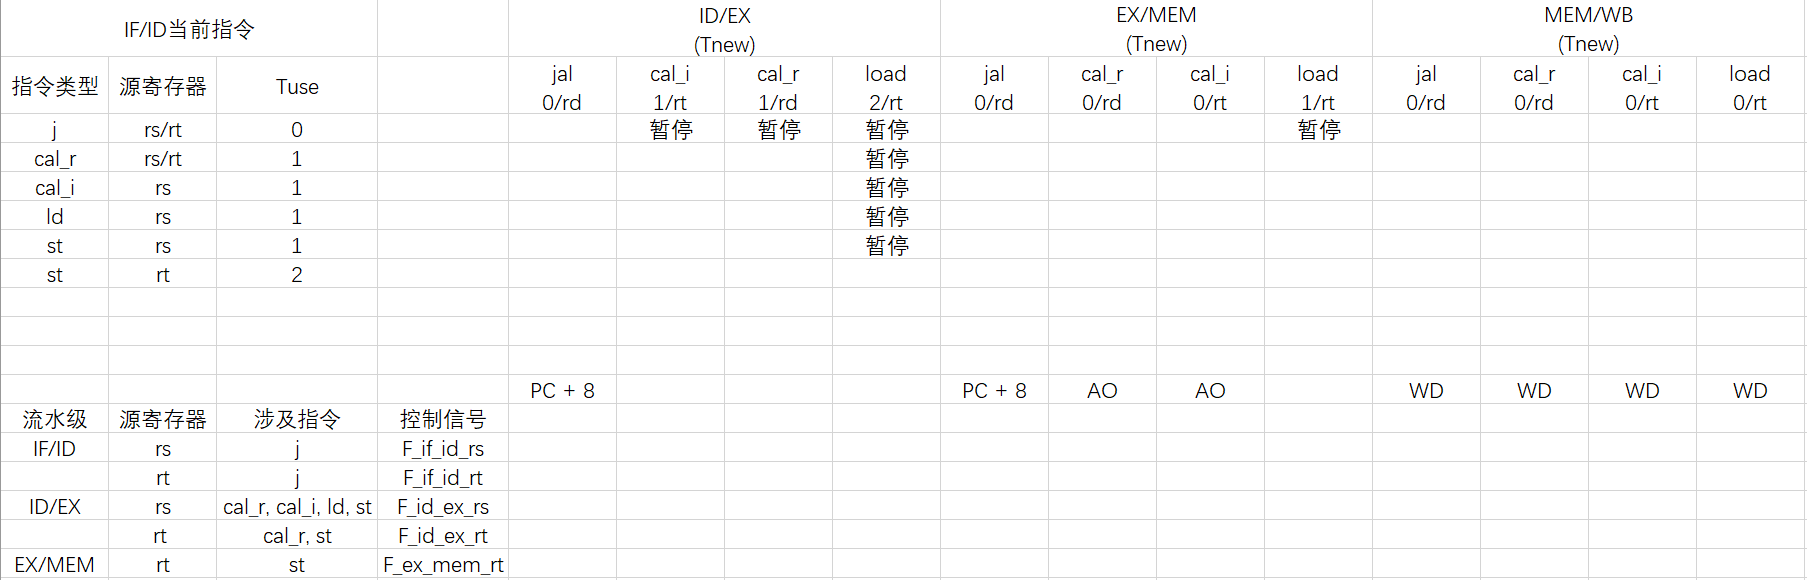 IF/ID当前指令 ID/EX EX/MEM MEM/WB
(Tnew) (Tnew) (Tnew)
指令类型 源寄存器 Tuse jal cal_i cal_r load jal cal_r cal_i load jal cal_r cal_i load
0/rd 1/rt 1/rd 2/rt 0/rd 0/rd 0/rt 1/rt 0/rd 0/rd 0/rt 0/rt
j rs/rt 0 暂停 暂停 暂停 暂停
cal_r rs/rt 1 暂停
cal_i rs 1 暂停
ld rs 1 暂停
st rs 1 暂停
st rt 2
PC + 8 PC + 8 AO AO WD WD WD WD
流水级 源寄存器 涉及指令 控制信号
IF/ID rs j F_if_id_rs
rt j F_if_id_rt
ID/EX rs cal_r, cal_i, ld, st F_id_ex_rs
rt cal_r, st F_id_ex_rt
EX/MEM rt st F_ex_mem_rt